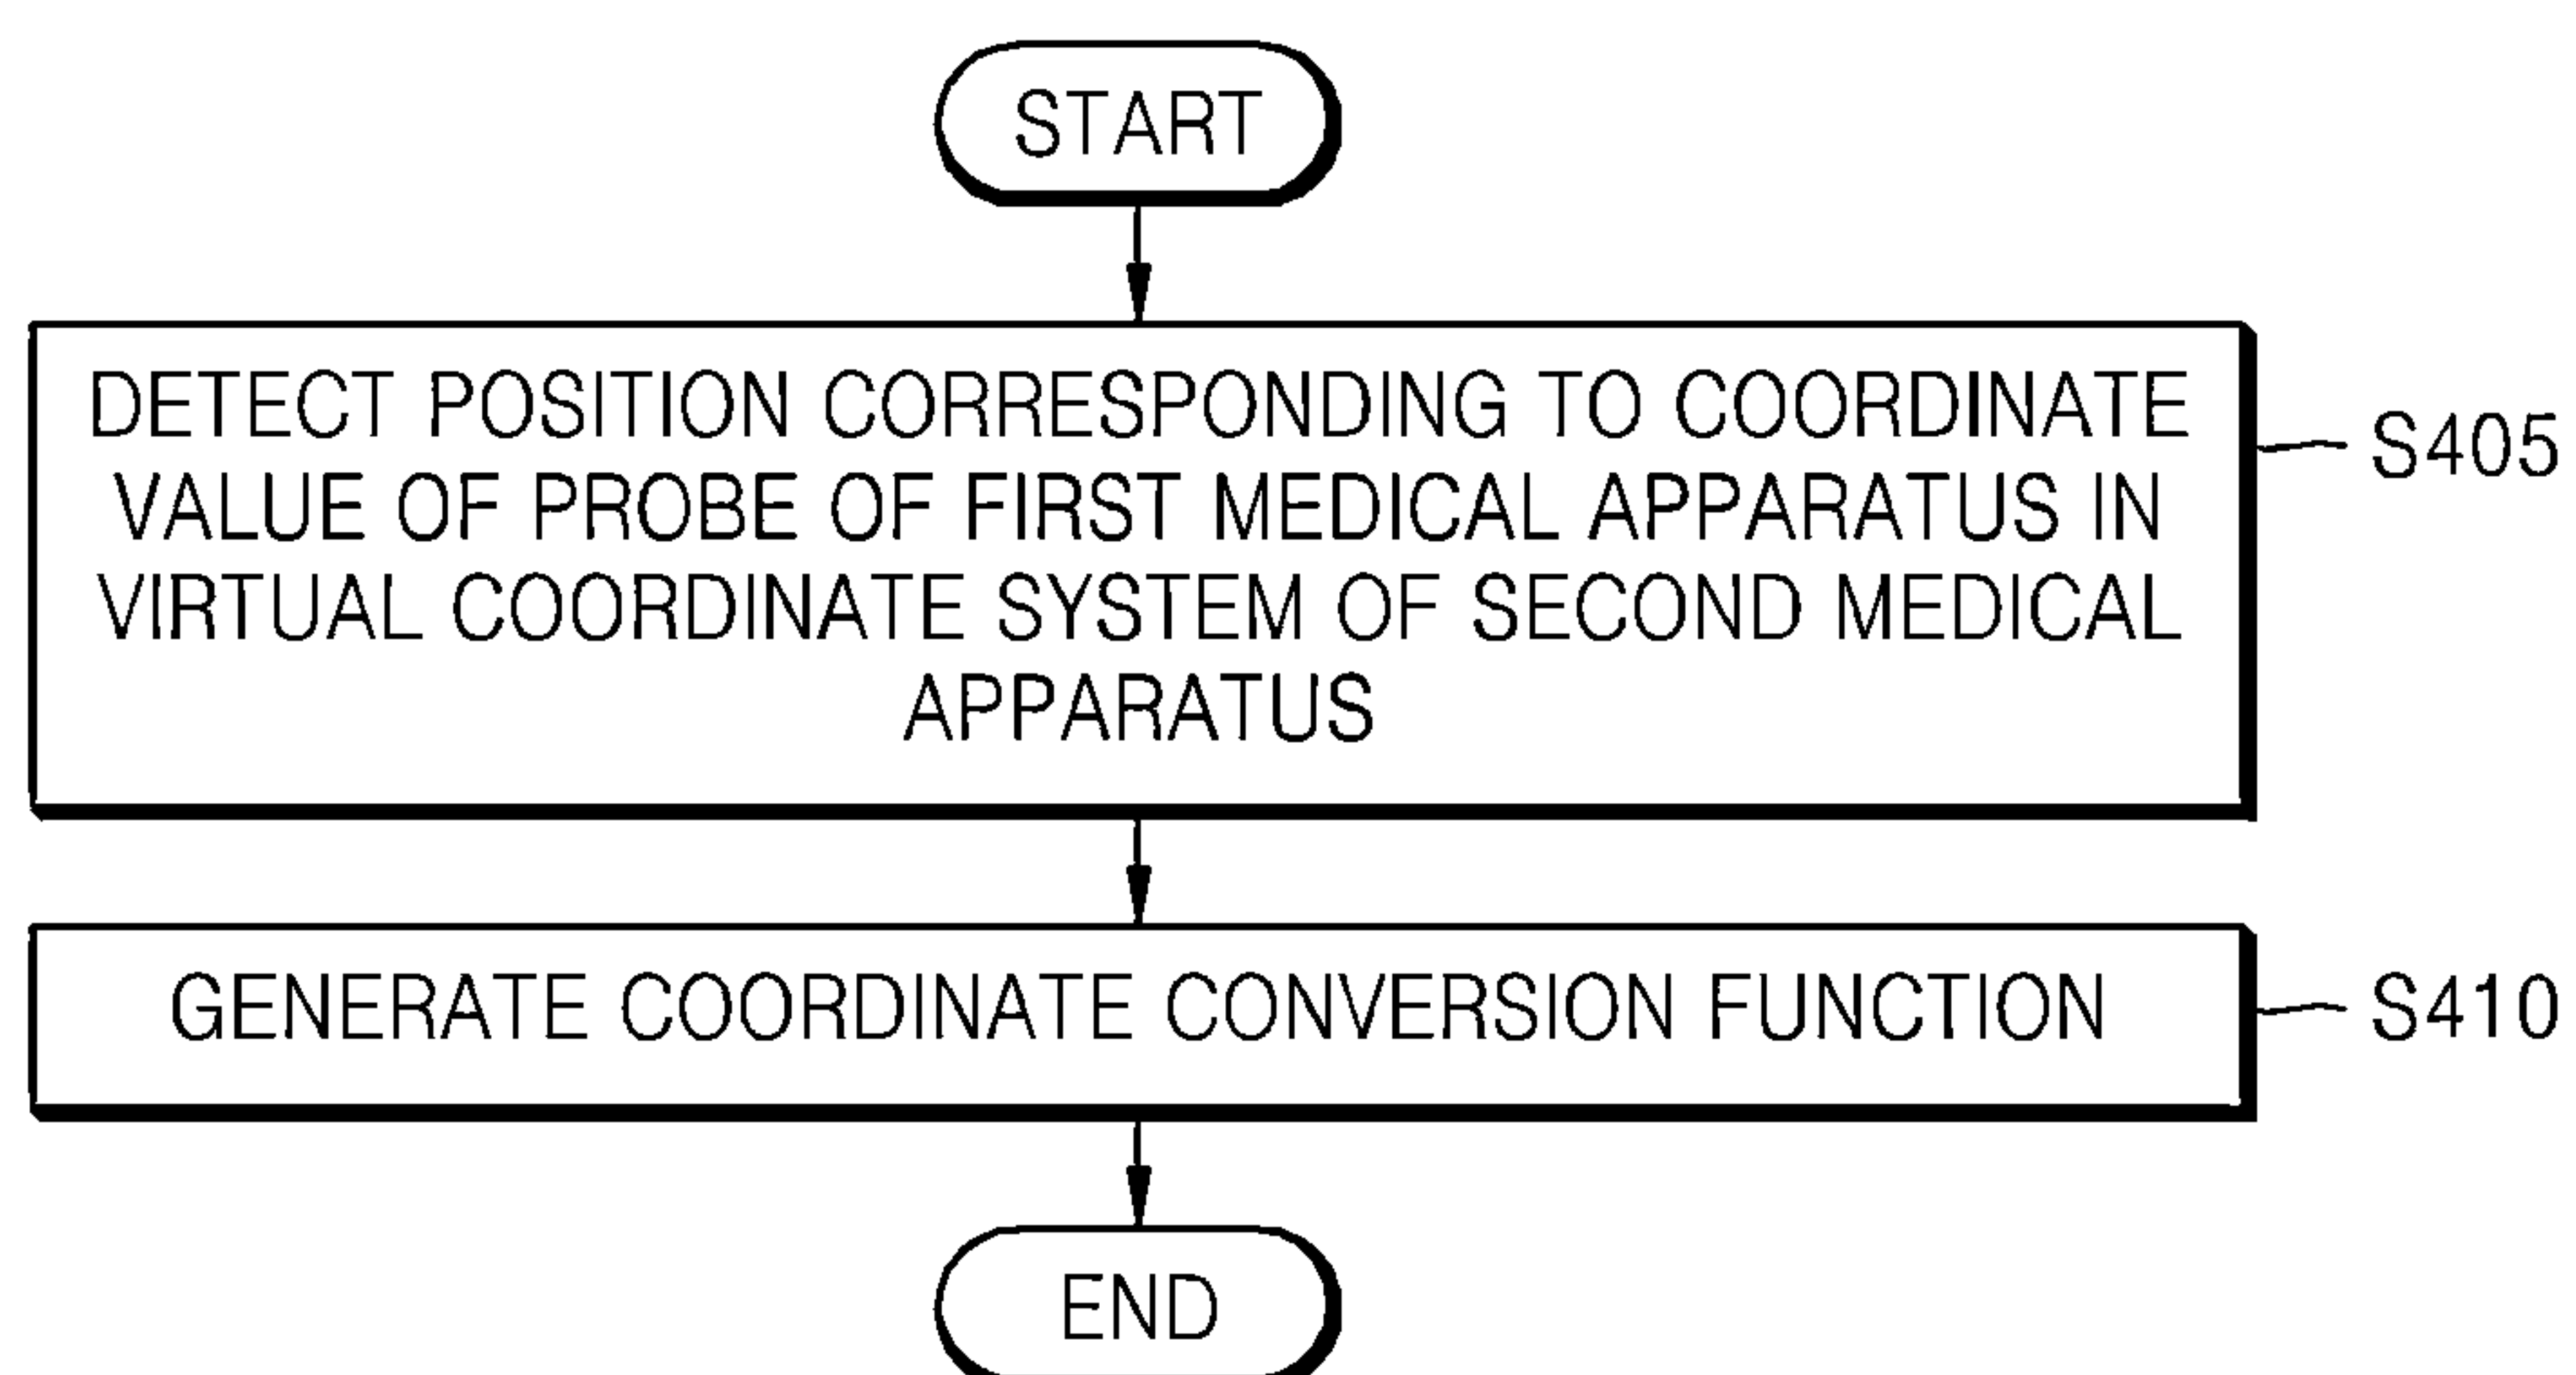 START
DETECT POSITION CORRESPONDING TO COORDINATE
VALUE OF PROBE OF FIRST MEDICAL APPARATUS IN
VIRTUAL COORDINATE SYSTEM OF SECOND MEDICAL
APPARATUS
S405
GENERATE COORDINATE CONVERSION FUNCTION
S410
END